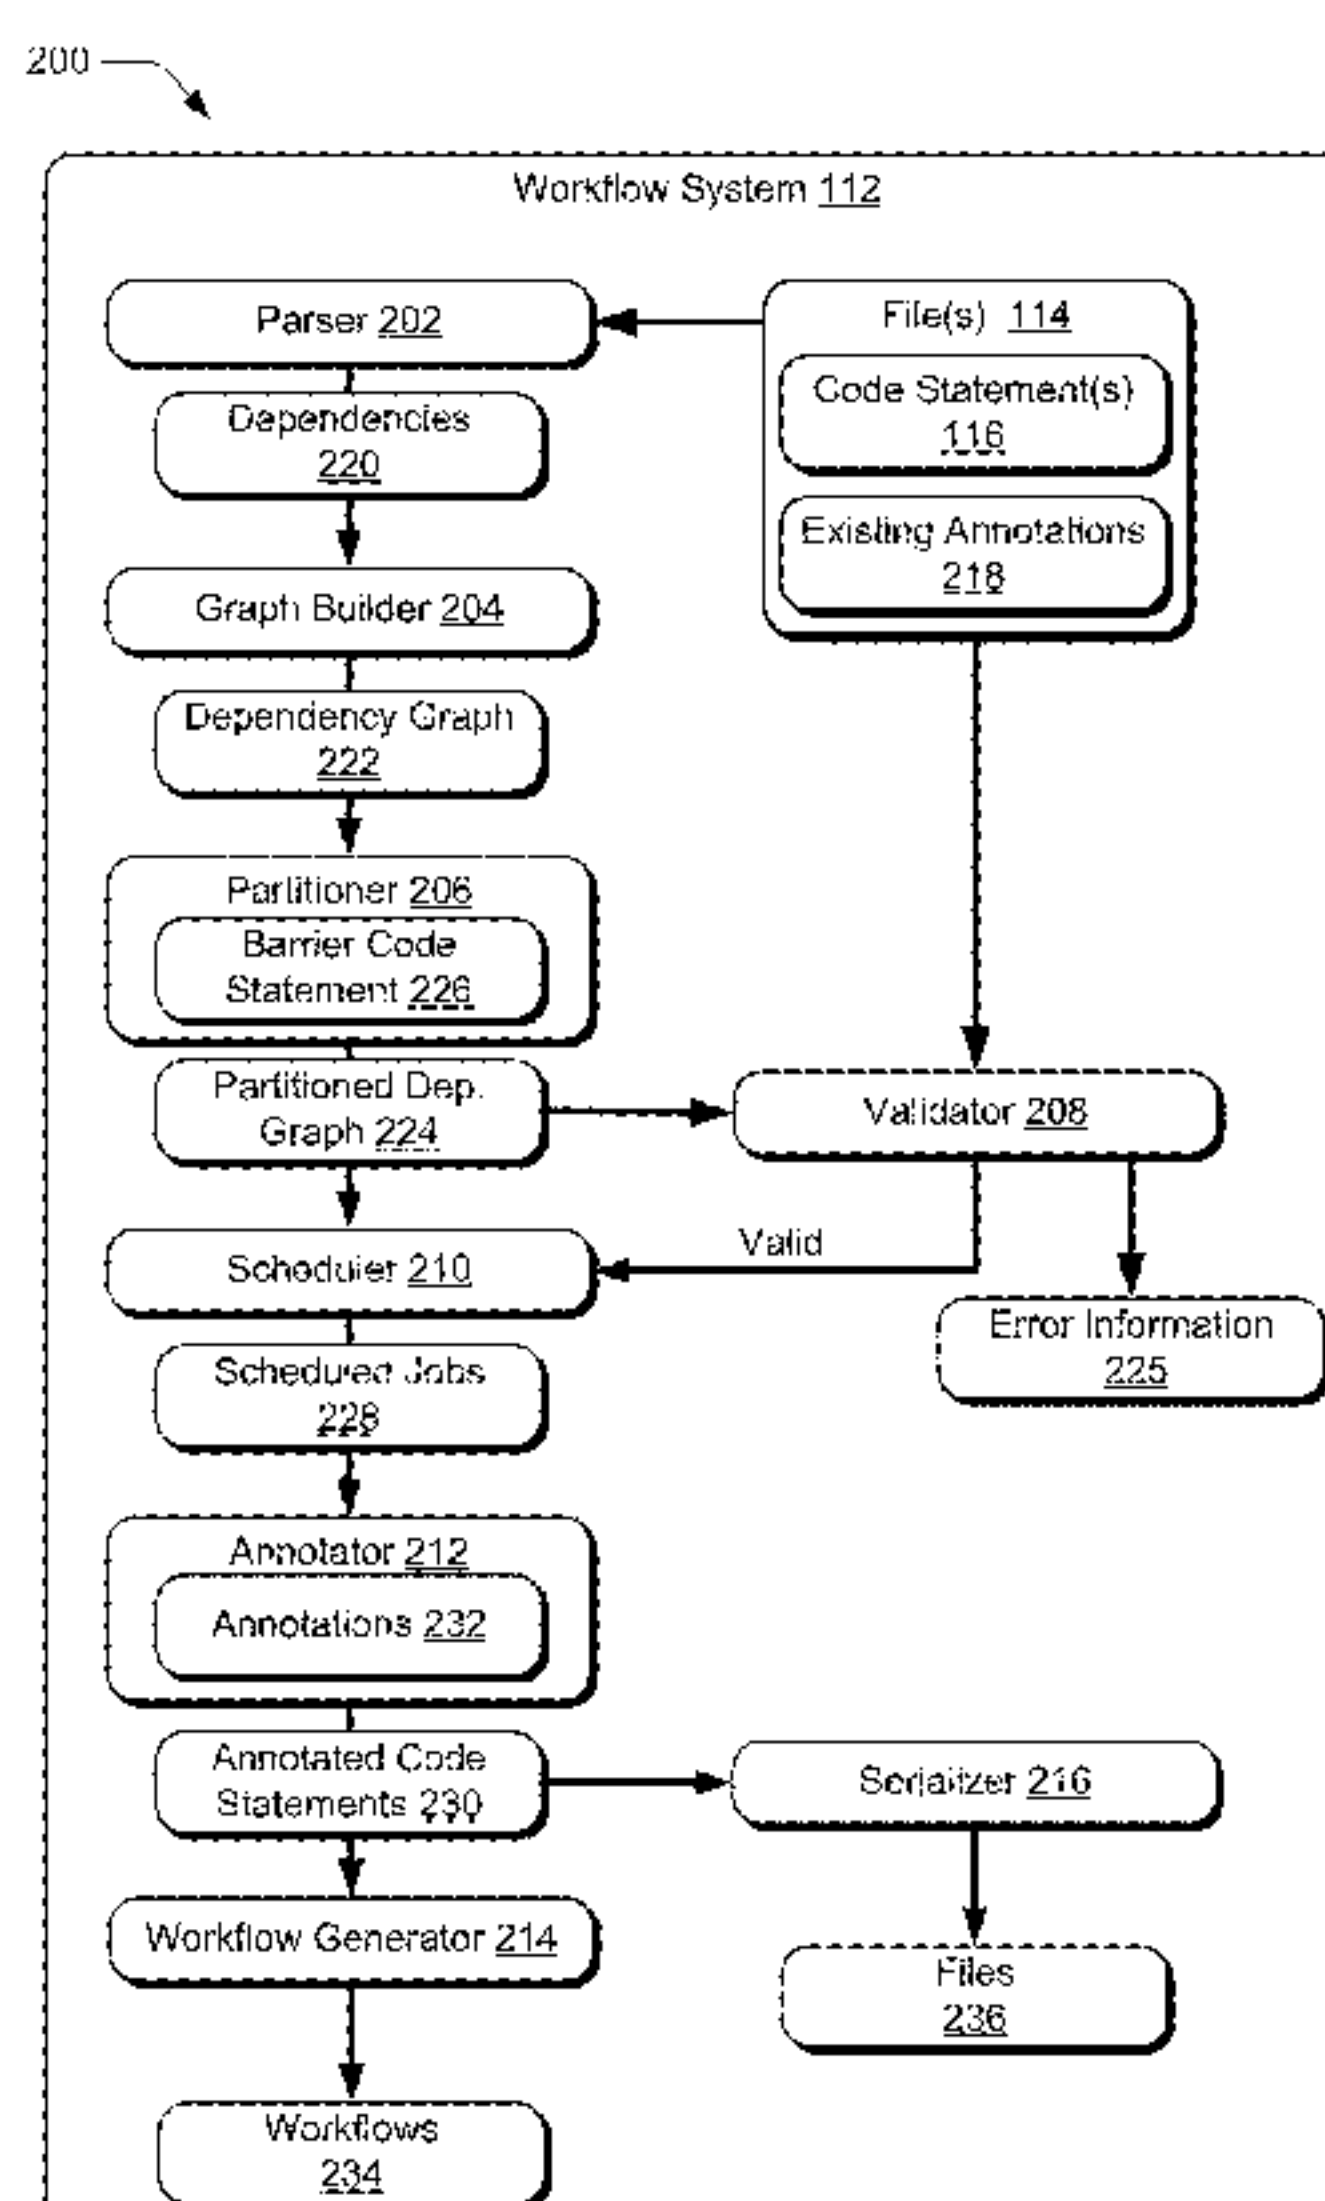 200
Workflow System 112
Parser 202
File(s) 114
Code Statement(s)
116
Existing Annotations
218
Dependencies
220
Graph Builder 204
Dependency Graph
222
Partitioner 206
Barrier Code
Statement 226
Partitioned Dep.
Graph 224
Validator 208
Valid
Scheduler 210
Error Information
225
Scheduled Jobs
228
Annotator 212
Annotations 232
Annotated Code
Statements 230
Serializer 216
Workflow Generator 214
Files
236
Workflows
234